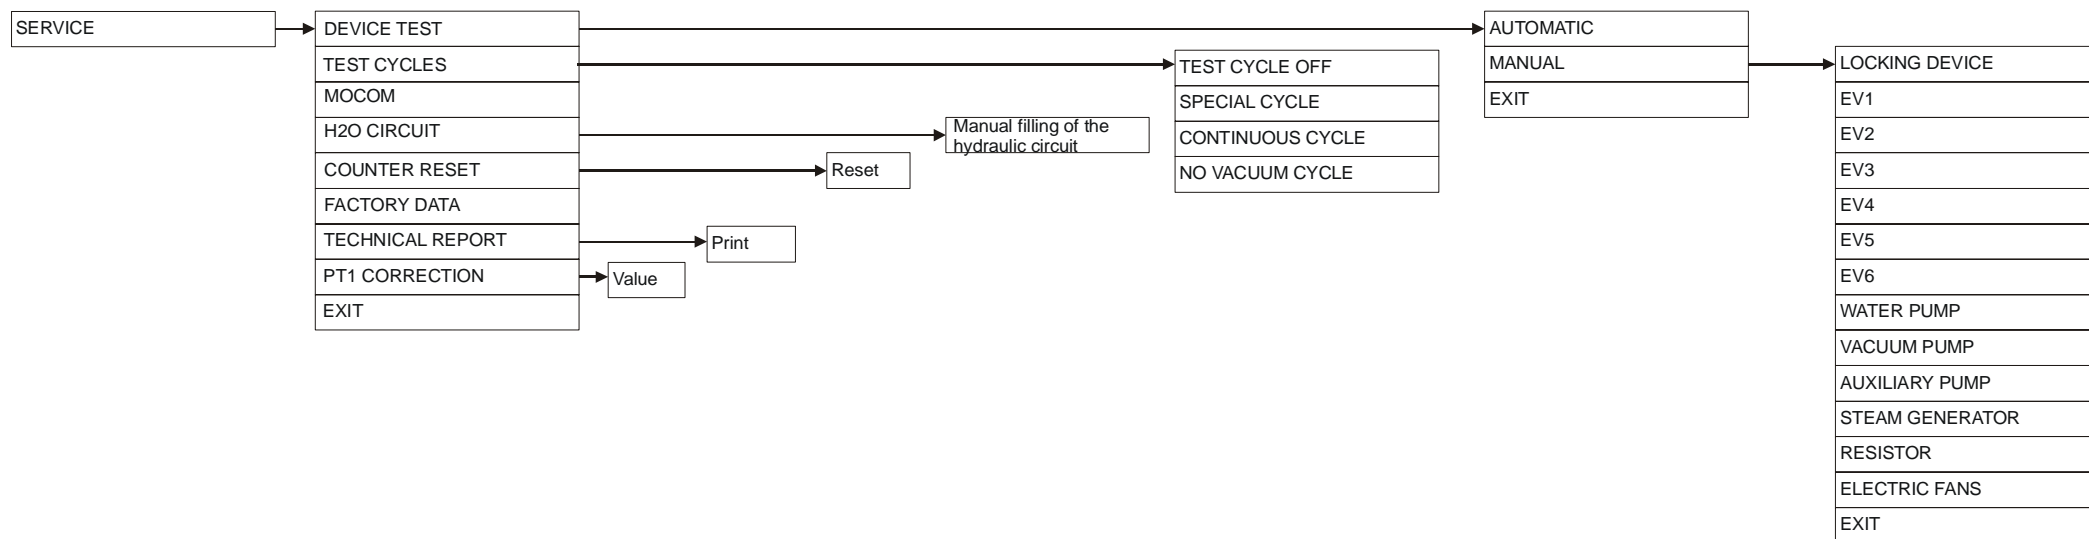 SERVICE
DEVICE TEST
TEST CYCLES
MOCOM
H2O CIRCUIT
COUNTER RESET
FACTORY DATA
TECHNICAL REPORT
PT1 CORRECTION
EXIT
Value
Print
Reset
Manual filling of the
hydraulic circuit
TEST CYCLE OFF
SPECIAL CYCLE
CONTINUOUS CYCLE
NO VACUUM CYCLE
AUTOMATIC
MANUAL
EXIT
LOCKING DEVICE
EV1
EV2
EV3
EV4
EV5
EV6
WATER PUMP
VACUUM PUMP
AUXILIARY PUMP
STEAM GENERATOR
RESISTOR
ELECTRIC FANS
EXIT